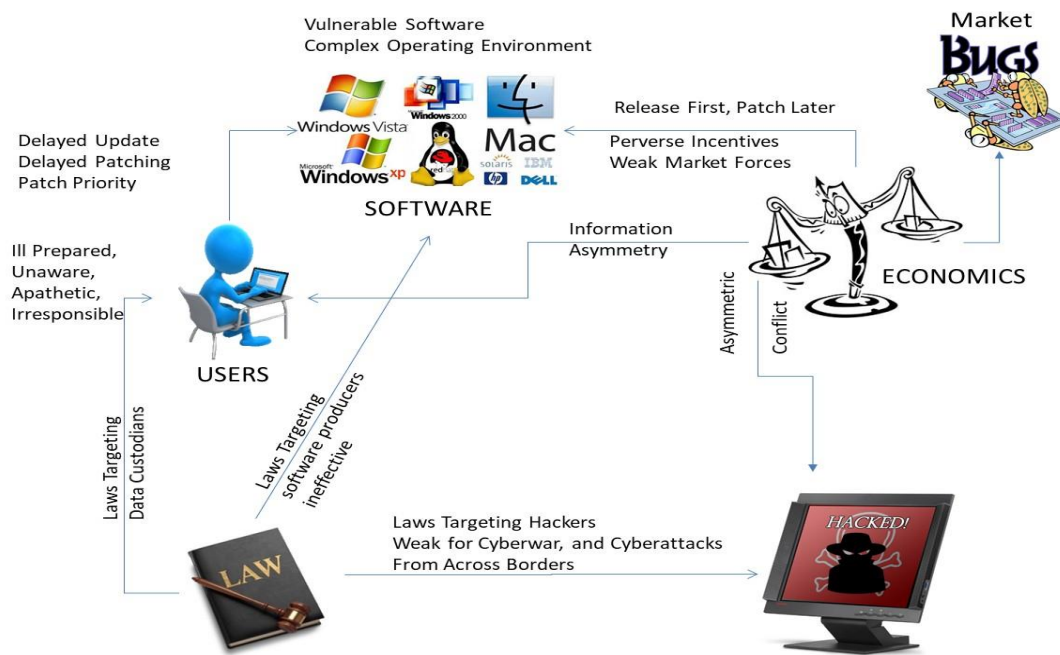 Vulnerable Software
Complex Operating Environment
Market
BUGS
Windows Vista
Windows 2000
Mac
Microsoft
Windows xp
redhat
solaris
IBM
hp
DELL
SOFTWARE
Release First, Patch Later
Perverse Incentives
Weak Market Forces
Delayed Update
Delayed Patching
Patch Priority
Information
Asymmetry
ECONOMICS
Ill Prepared,
Unaware,
Apathetic,
Irresponsible
USERS
Asymmetric
Conflict
Laws Targeting
Data Custodians
Laws Targeting
software producers
ineffective
LAW
Laws Targeting Hackers
Weak for Cyberwar, and Cyberattacks
From Across Borders
HACKED!